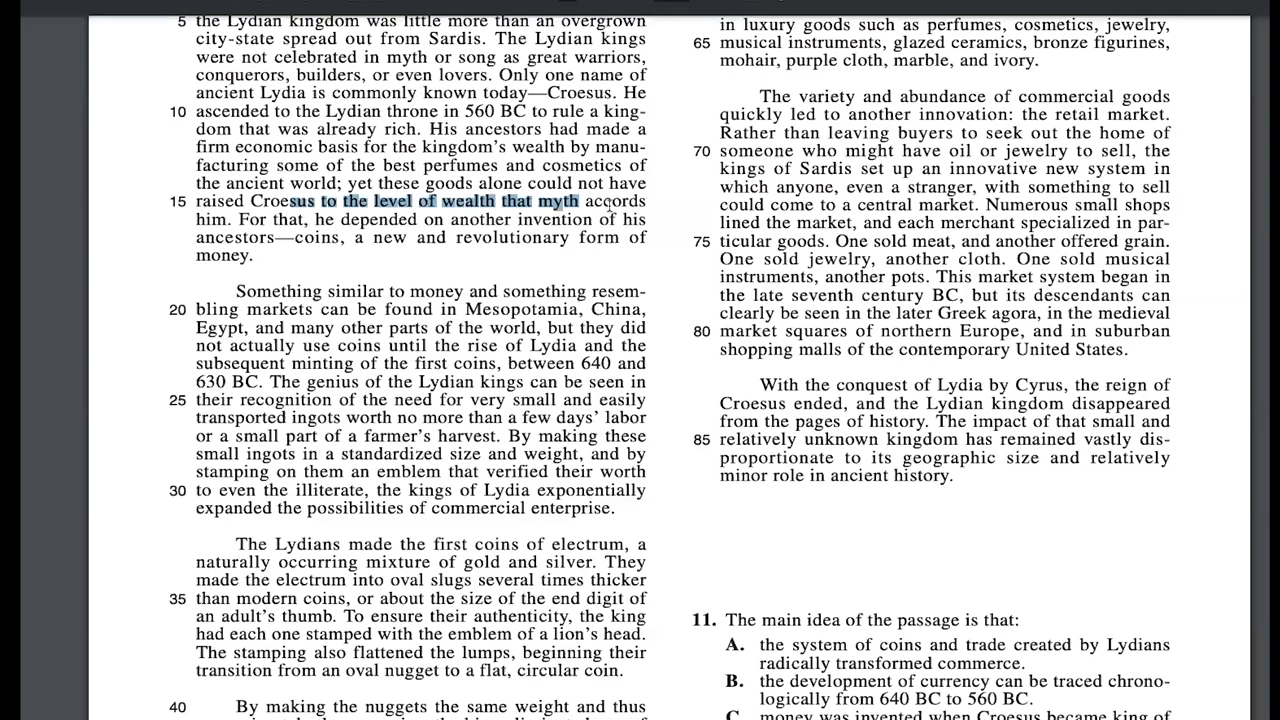 5 the Lydian kingdom was little more than an overgrown
city-state spread out from Sardis. The Lydian kings
were not celebrated in myth or song as great warriors,
conquerors, builders, or even lovers. Only one name of
ancient Lydia is commonly known today—Croesus. He
10 ascended to the Lydian throne in 560 BC to rule a king-
dom that was already rich. His ancestors had made a
firm economic basis for the kingdom's wealth by manu-
facturing some of the best perfumes and cosmetics of
the ancient world; yet these goods alone could not have
15 raised Croesus to the level of wealth that myth accords
him. For that, he depended on another invention of his
ancestors—coins, a new and revolutionary form of
money.
Something similar to money and something resem-
20 bling markets can be found in Mesopotamia, China,
Egypt, and many other parts of the world, but they did
not actually use coins until the rise of Lydia and the
subsequent minting of the first coins, between 640 and
630 BC. The genius of the Lydian kings can be seen in
25 their recognition of the need for very small and easily
transported ingots worth no more than a few days' labor
or a small part of a farmer's harvest. By making these
small ingots in a standardized size and weight, and by
stamping on them an emblem that verified their worth
30 to even the illiterate, the kings of Lydia exponentially
expanded the possibilities of commercial enterprise.
The Lydians made the first coins of electrum, a
naturally occurring mixture of gold and silver. They
made the electrum into oval slugs several times thicker
35 than modern coins, or about the size of the end digit of
an adult's thumb. To ensure their authenticity, the king
had each one stamped with the emblem of a lion's head.
The stamping also flattened the lumps, beginning their
transition from an oval nugget to a flat, circular coin.
40 By making the nuggets the same weight and thus
in luxury goods such as perfumes, cosmetics, jewelry,
65 musical instruments, glazed ceramics, bronze figurines,
mohair, purple cloth, marble, and ivory.
The variety and abundance of commercial goods
quickly led to another innovation: the retail market.
Rather than leaving buyers to seek out the home of
70 someone who might have oil or jewelry to sell, the
kings of Sardis set up an innovative new system in
which anyone, even a stranger, with something to sell
could come to a central market. Numerous small shops
lined the market, and each merchant specialized in par-
75 ticular goods. One sold meat, and another offered grain.
One sold jewelry, another cloth. One sold musical
instruments, another pots. This market system began in
the late seventh century BC, but its descendants can
clearly be seen in the later Greek agora, in the medieval
80 market squares of northern Europe, and in suburban
shopping malls of the contemporary United States.
With the conquest of Lydia by Cyrus, the reign of
Croesus ended, and the Lydian kingdom disappeared
from the pages of history. The impact of that small and
85 relatively unknown kingdom has remained vastly dis-
proportionate to its geographic size and relatively
minor role in ancient history.
11. The main idea of the passage is that:
A. the system of coins and trade created by Lydians
radically transformed commerce.
B. the development of currency can be traced chrono-
logically from 640 BC to 560 BC.
C. money was invented when Croesus became king of